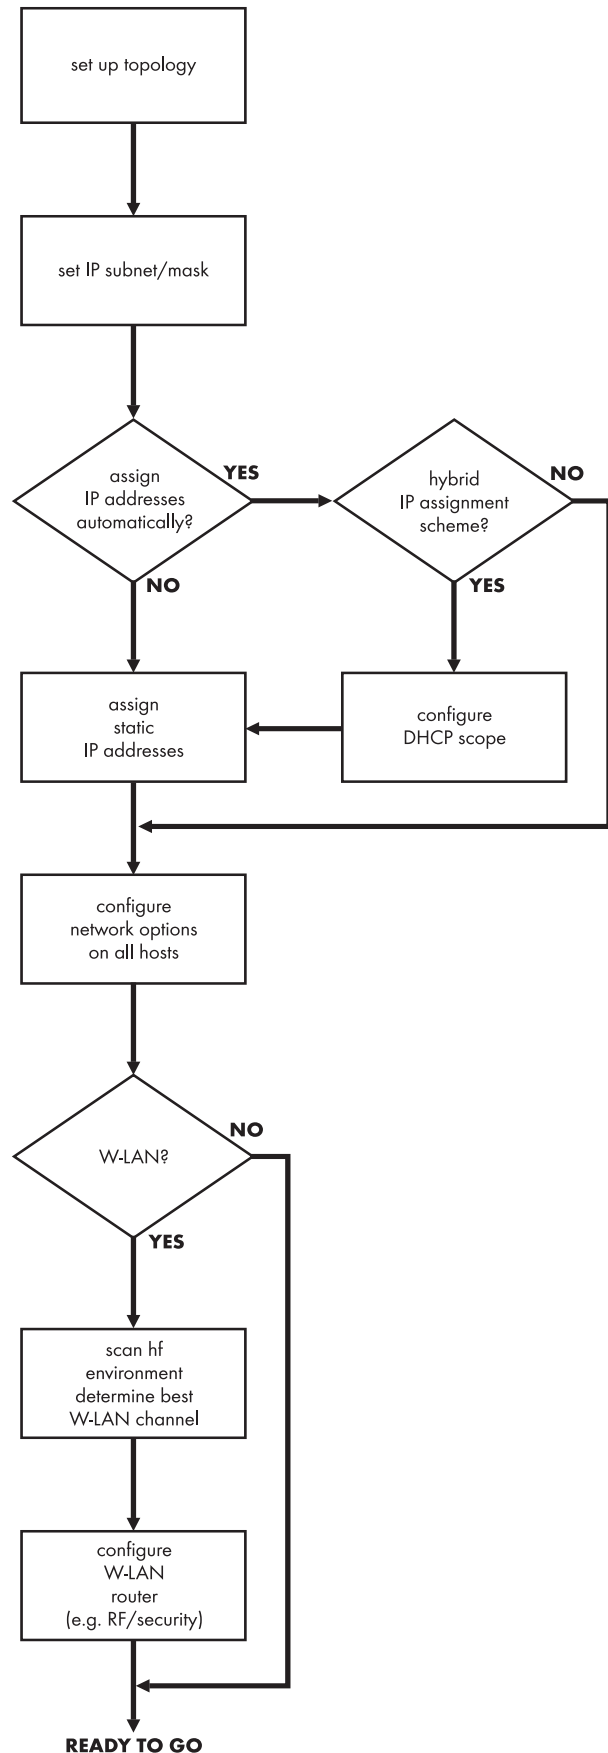 set up topology
set IP subnet/mask
assign
IP addresses
automatically?
YES
NO
hybrid
IP assignment
scheme?
NO
YES
assign
static
IP addresses
configure
DHCP scope
configure
network options
on all hosts
W-LAN?
NO
YES
scan hf
environment
determine best
W-LAN channel
configure
W-LAN
router
(e.g. RF/security)
READY TO GO